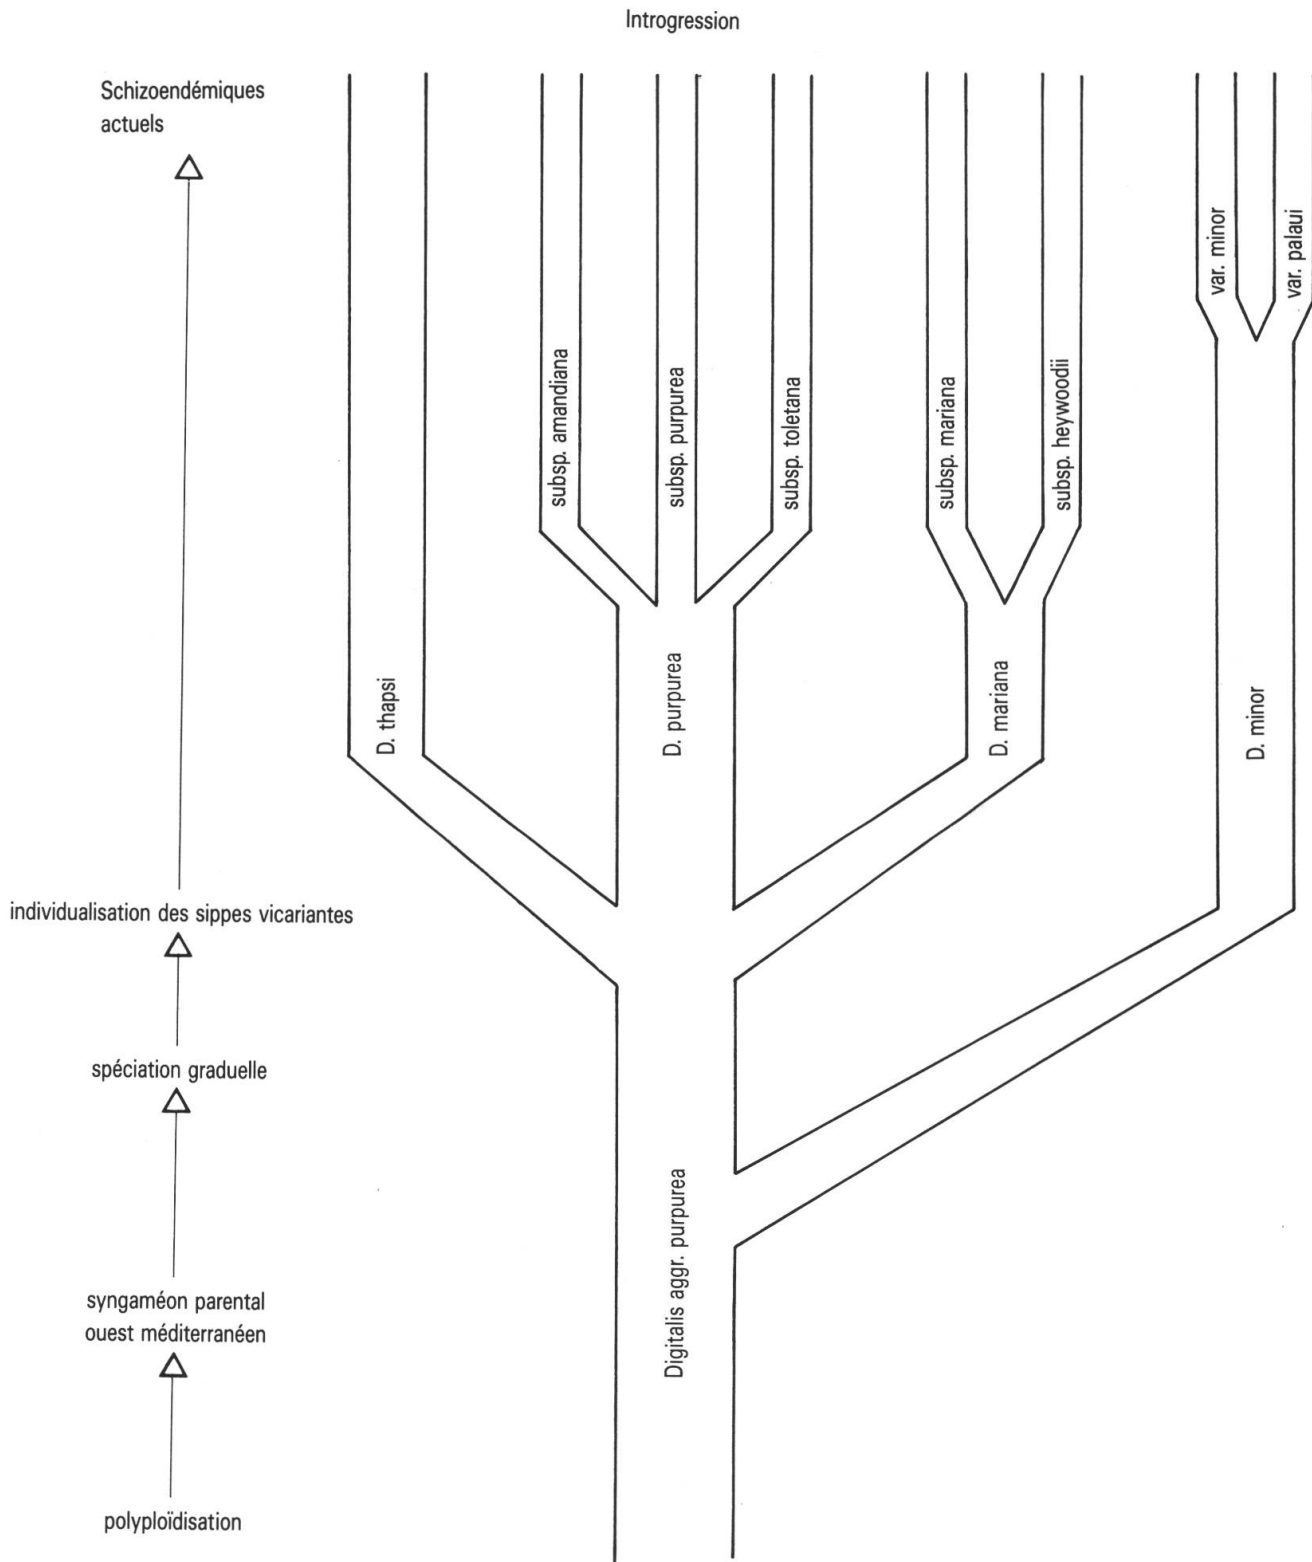 Introgression
Schizoendémiques
actuels
individualisation des sippes vicariantes
spéciation graduelle
syngaméon parental
ouest méditerranéen
polyploïdisation
D. thapsi
subsp. amandiana
subsp. purpurea
subsp. toletana
D. purpurea
subsp. mariana
subsp. heywoodii
D. mariana
var. minor
var. palaui
D. minor
Digitalis aggr. purpurea